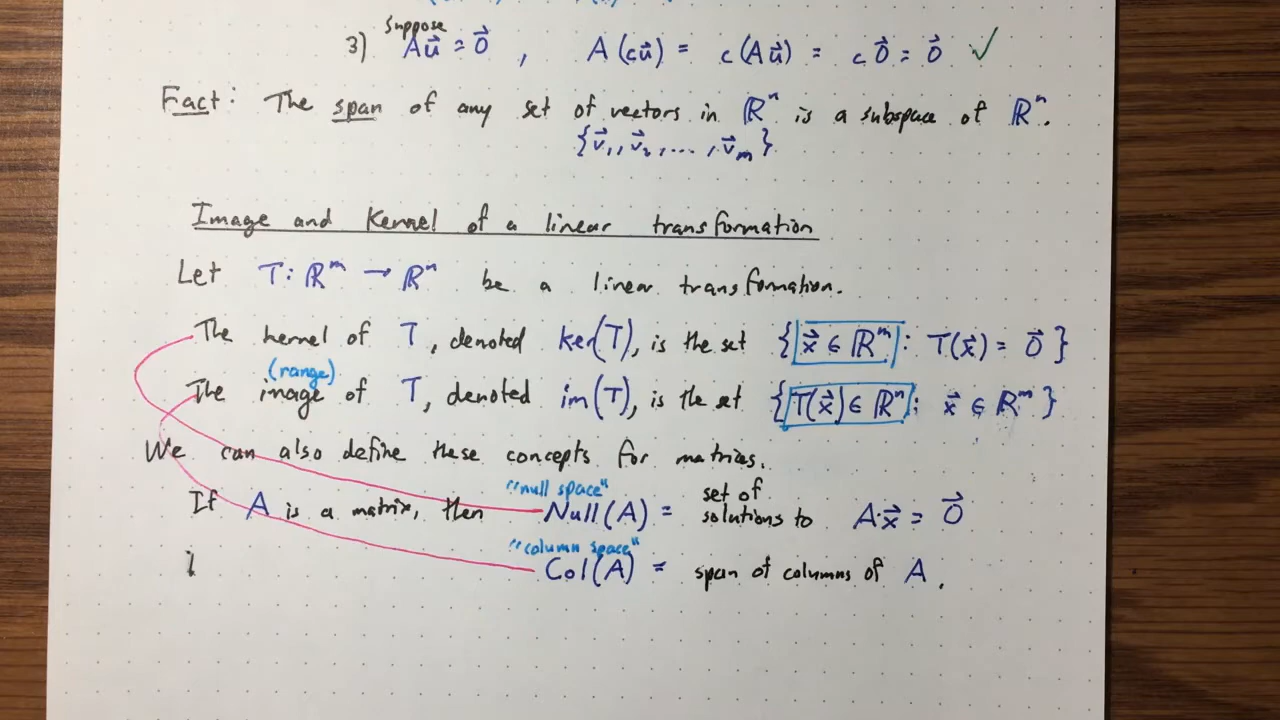 3) Suppose A𝑢⃗ = 0⃗ , A(c𝑢⃗) = c(A𝑢⃗) = c0⃗ = 0⃗ ✓
Fact: The span of any set of vectors in ℝⁿ is a subspace of ℝⁿ.
{v⃗₁, v⃗₂, ..., v⃗ₘ}
Image and Kernel of a linear transformation
Let T: ℝᵐ → ℝⁿ be a linear transformation.
The kernel of T, denoted ker(T), is the set {x⃗ ∈ ℝᵐ : T(x⃗) = 0⃗}
(range)
The image of T, denoted im(T), is the set {T(x⃗) ∈ ℝⁿ : x⃗ ∈ ℝᵐ}
We can also define these concepts for matrices.
"null space"
If A is a matrix, then Null(A) = set of solutions to A·x⃗ = 0⃗
"column space"
Col(A) = span of columns of A.